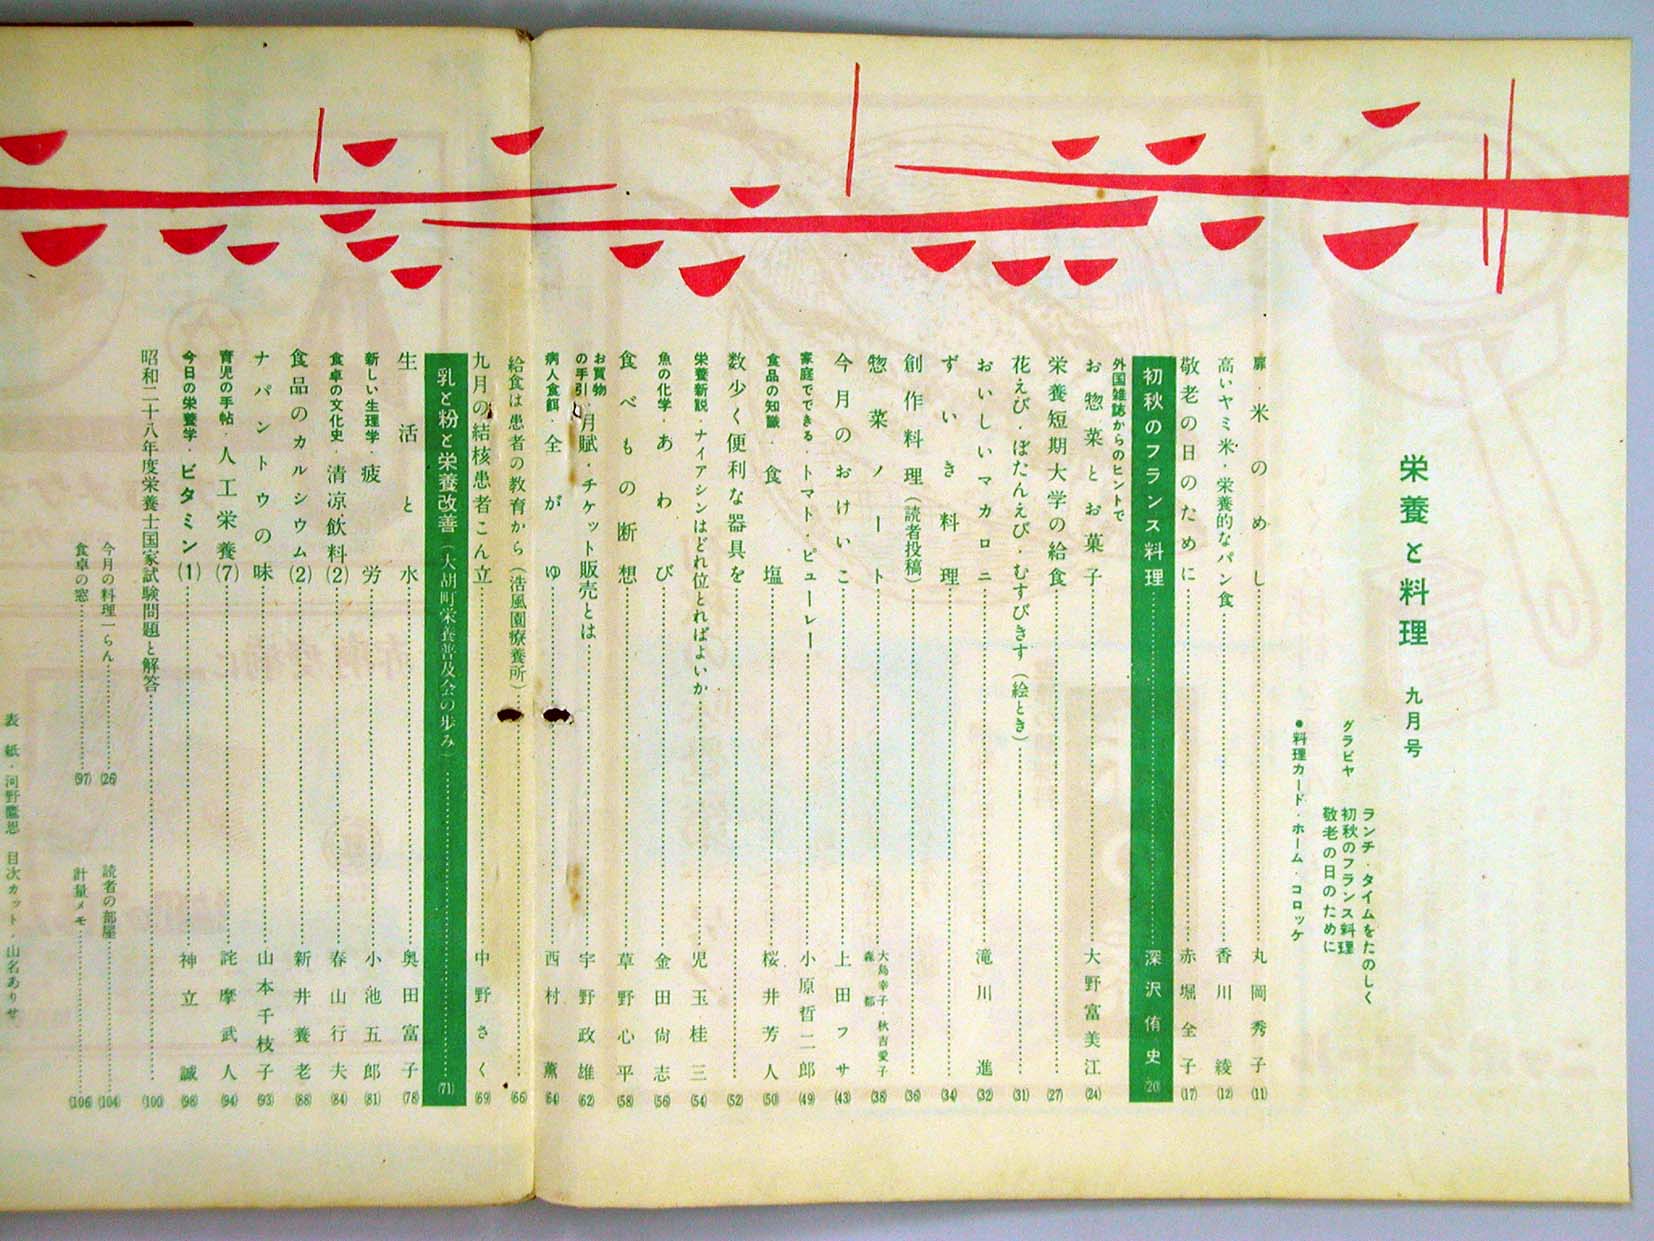 栄養と料理 九月号
グラビヤ
ランチ・タイムをたのしく
初秋のフランス料理
敬老の日のために
●料理カード・ホーム・コロッケ
扉・米のめし……丸岡秀子(11)
高いヤミ米・栄養的なパン食……香川綾(12)
敬老の日のために……赤堀全子(17)
初秋のフランス料理……深沢侑史(20)
外国雑誌からのヒントで
お惣菜とお菓子……大野富美江(24)
栄養短期大学の給食……(27)
花えび・ぼたんえび・むすびきす(絵とき)……(31)
おいしいマカロニ……滝川進(32)
ずいき料理……(34)
創作料理(読者投稿)……(36)
惣菜ノート……大島幸子・秋吉愛子 森都(38)
今月のおけいこ……上田フサ(43)
家庭でできる・トマト・ピューレー……小原哲二郎(49)
食品の知識・食塩……桜井芳人(50)
数少く便利な器具を……(52)
栄養新説・ナイアシンはどれ位とればよいか……児玉桂三(54)
魚の化学・あわび……金田尚志(56)
食べもの断想……草野心平(58)
お買物の手引・月賦・チケット販売とは……宇野政雄(62)
病人食餌・全がゆ……西村薫(64)
給食は患者の教育から(浩風園療養所)……(66)
九月の結核患者こん立……中野さく(69)
乳と粉と栄養改善(大胡町栄養普及会の歩み)……(71)
生活と水……奥田富子(78)
新しい生理学・疲労……小池五郎(81)
食卓の文化史・清凉飲料(2)……春山行夫(84)
食品のカルシウム(2)……新井養老(88)
ナパントウの味……山本千枝子(93)
育児の手帖・人工栄養(7)……詫摩武人(94)
今日の栄養学・ビタミン(1)……神立誠(98)
昭和二十八年度栄養士国家試験問題と解答……(100)
今月の料理一らん……(26) 読者の部屋……(104)
食卓の窓……(97) 計量メモ……(106)
表紙・河野鷹思 目次カット・山名ありせ